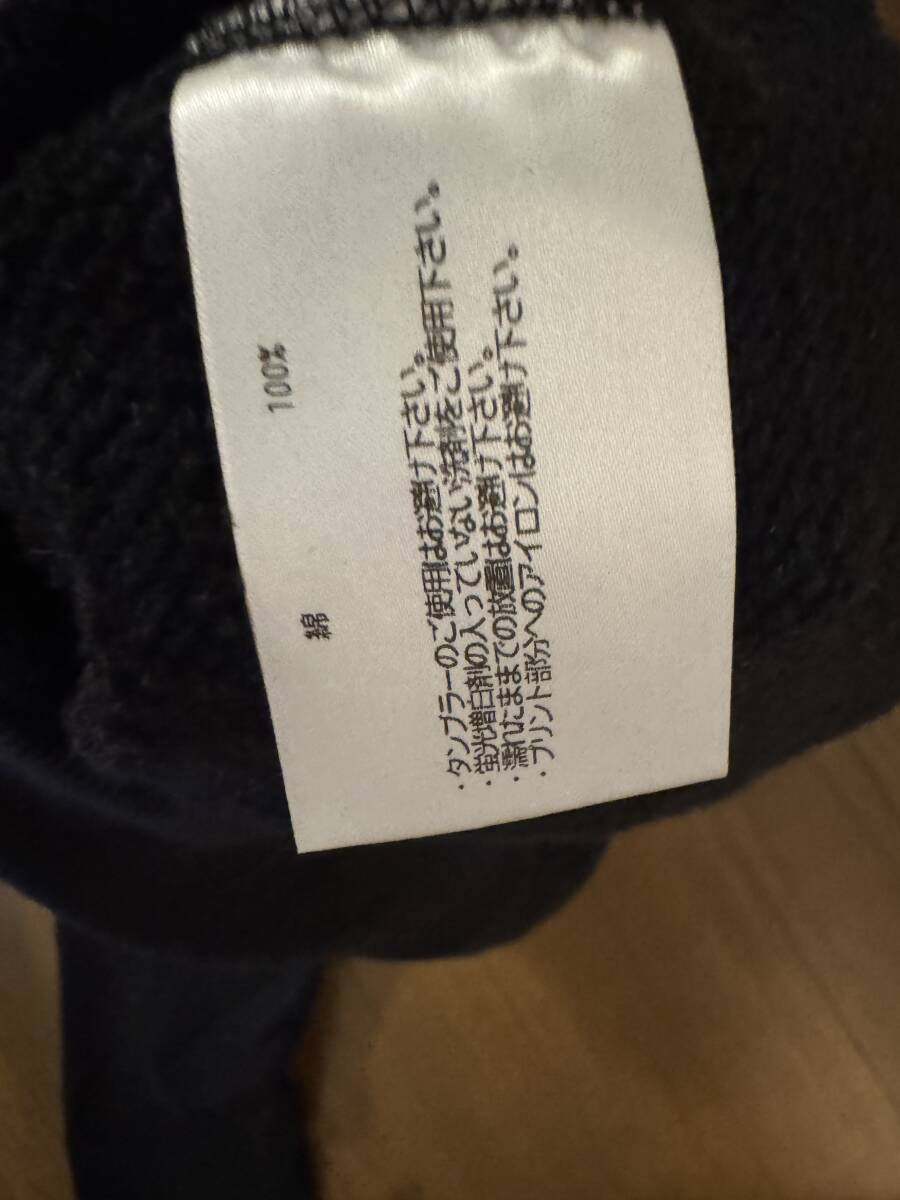 綿 100%
・タンブラーのご使用はお避け下さい。
・蛍光増白剤の入っていない洗剤をご使用下さい。
・濡れたままでの放置はお避け下さい。
・プリント部分へのアイロンはお避け下さい。